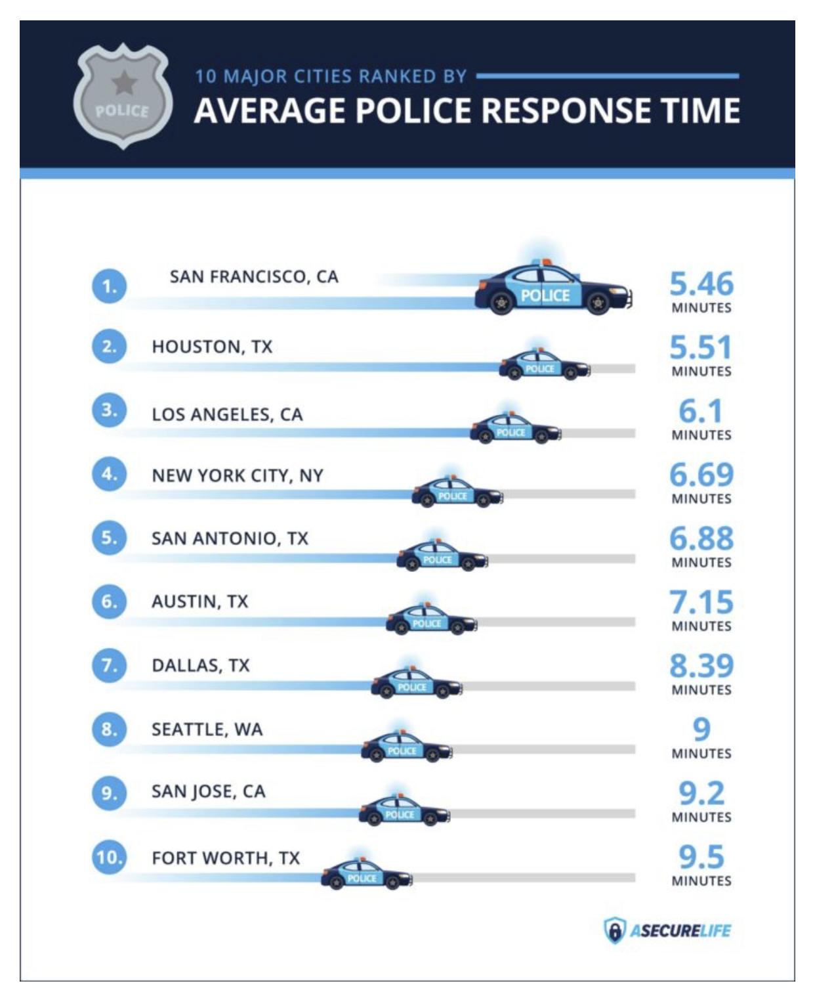 POLICE
10 MAJOR CITIES RANKED BY
AVERAGE POLICE RESPONSE TIME
1.
SAN FRANCISCO, CA
POLICE
5.46
MINUTES
2.
HOUSTON, TX
POLICE
5.51
MINUTES
3.
LOS ANGELES, CA
POLICE
6.1
MINUTES
4.
NEW YORK CITY, NY
POLICE
6.69
MINUTES
5.
SAN ANTONIO, TX
POLICE
6.88
MINUTES
6.
AUSTIN, TX
POLICE
7.15
MINUTES
7.
DALLAS, TX
POLICE
8.39
MINUTES
8.
SEATTLE, WA
POLICE
9
MINUTES
9.
SAN JOSE, CA
POLICE
9.2
MINUTES
10.
FORT WORTH, TX
POLICE
9.5
MINUTES
ASECURELIFE